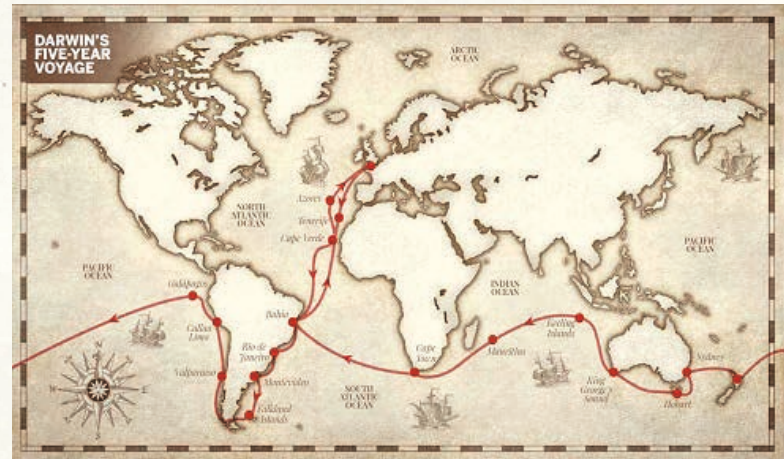 DARWIN'S
FIVE-YEAR
VOYAGE
ARCTIC
OCEAN
NORTH
ATLANTIC
OCEAN
Azores
Tenerife
Cape Verde
PACIFIC
OCEAN
PACIFIC
OCEAN
INDIAN
OCEAN
Galápagos
Callao
Lima
Bahia
Rio de
Janeiro
Valparaiso
Montevideo
Falkland
Islands
SOUTH
ATLANTIC
OCEAN
Cape
Town
Mauritius
Keeling
Islands
King
George's
Sound
Hobart
Sydney
N
E
S
W